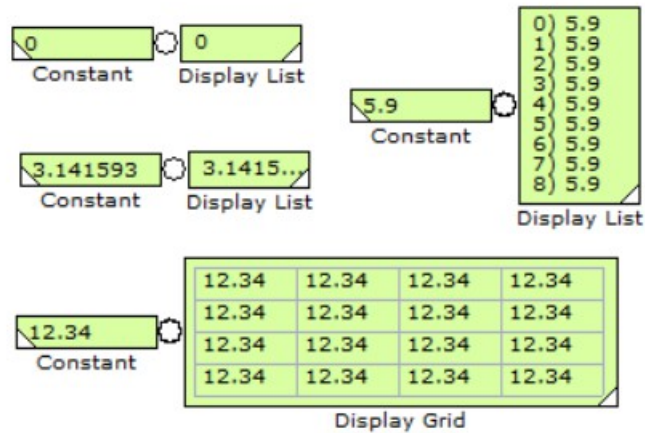 0
0
Constant
Display List
3.141593
3.1415...
Constant
Display List
5.9
Constant
0) 5.9
1) 5.9
2) 5.9
3) 5.9
4) 5.9
5) 5.9
6) 5.9
7) 5.9
8) 5.9
Display List
12.34
Constant
12.34 12.34 12.34 12.34
12.34 12.34 12.34 12.34
12.34 12.34 12.34 12.34
12.34 12.34 12.34 12.34
Display Grid